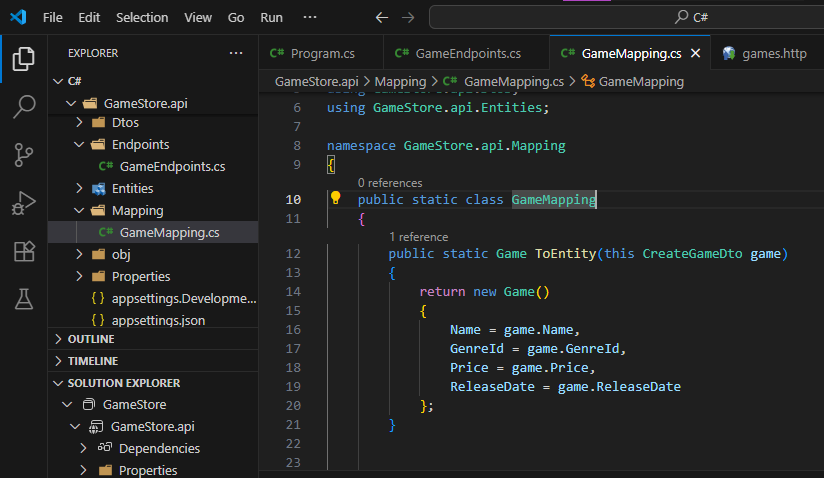 File Edit Selection View Go Run ··· C#
EXPLORER ···
C#
GameStore.api
Dtos
Endpoints
C# GameEndpoints.cs
Entities
Mapping
C# GameMapping.cs
obj
Properties
{ } appsettings.Developme...
{ } appsettings.json
OUTLINE
TIMELINE
SOLUTION EXPLORER
GameStore
GameStore.api
Dependencies
Properties
C# Program.cs C# GameEndpoints.cs C# GameMapping.cs games.http
GameStore.api > Mapping > C# GameMapping.cs > GameMapping
6 using GameStore.api.Entities;
7
8 namespace GameStore.api.Mapping
9 {
0 references
10 public static class GameMapping
11 {
1 reference
12 public static Game ToEntity(this CreateGameDto game)
13 {
14 return new Game()
15 {
16 Name = game.Name,
17 GenreId = game.GenreId,
18 Price = game.Price,
19 ReleaseDate = game.ReleaseDate
20 };
21 }
22
23